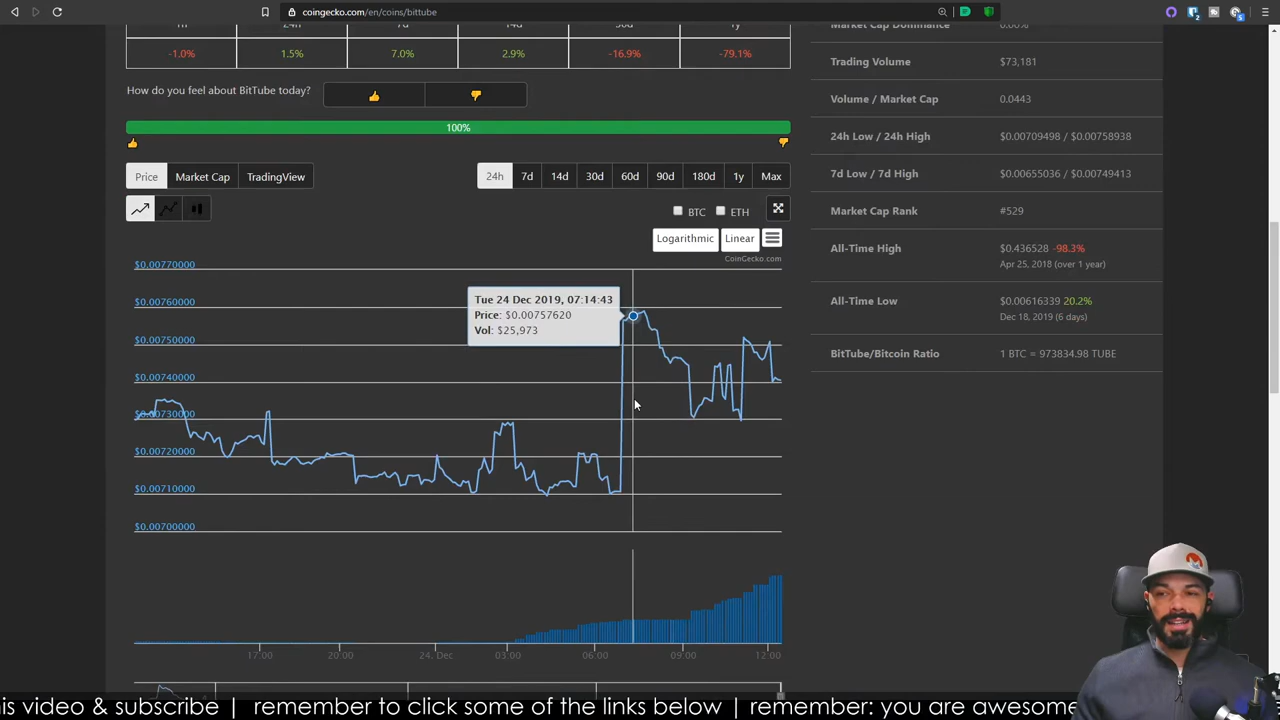 coingecko.com/en/coins/bittube
24h
-1.0%
1.5%
7.0%
2.9%
-16.9%
-79.1%
How do you feel about BitTube today?
100%
Price
Market Cap
TradingView
24h
7d
14d
30d
60d
90d
180d
1y
Max
BTC
ETH
Logarithmic
Linear
CoinGecko.com
$0.00770000
$0.00760000
$0.00750000
$0.00740000
$0.00730000
$0.00720000
$0.00710000
$0.00700000
Tue 24 Dec 2019, 07:14:43
Price: $0.00757620
Vol: $25,973
17:00
20:00
24. Dec
03:00
06:00
09:00
12:00
Market Cap Dominance
0.00%
Trading Volume
$73,181
Volume / Market Cap
0.0443
24h Low / 24h High
$0.00709498 / $0.00758938
7d Low / 7d High
$0.00655036 / $0.00749413
Market Cap Rank
#529
All-Time High
$0.436528 -98.3%
Apr 25, 2018 (over 1 year)
All-Time Low
$0.00616339 20.2%
Dec 18, 2019 (6 days)
BitTube/Bitcoin Ratio
1 BTC = 973834.98 TUBE
his video & subscribe | remember to click some of the links below | remember: you are awesome